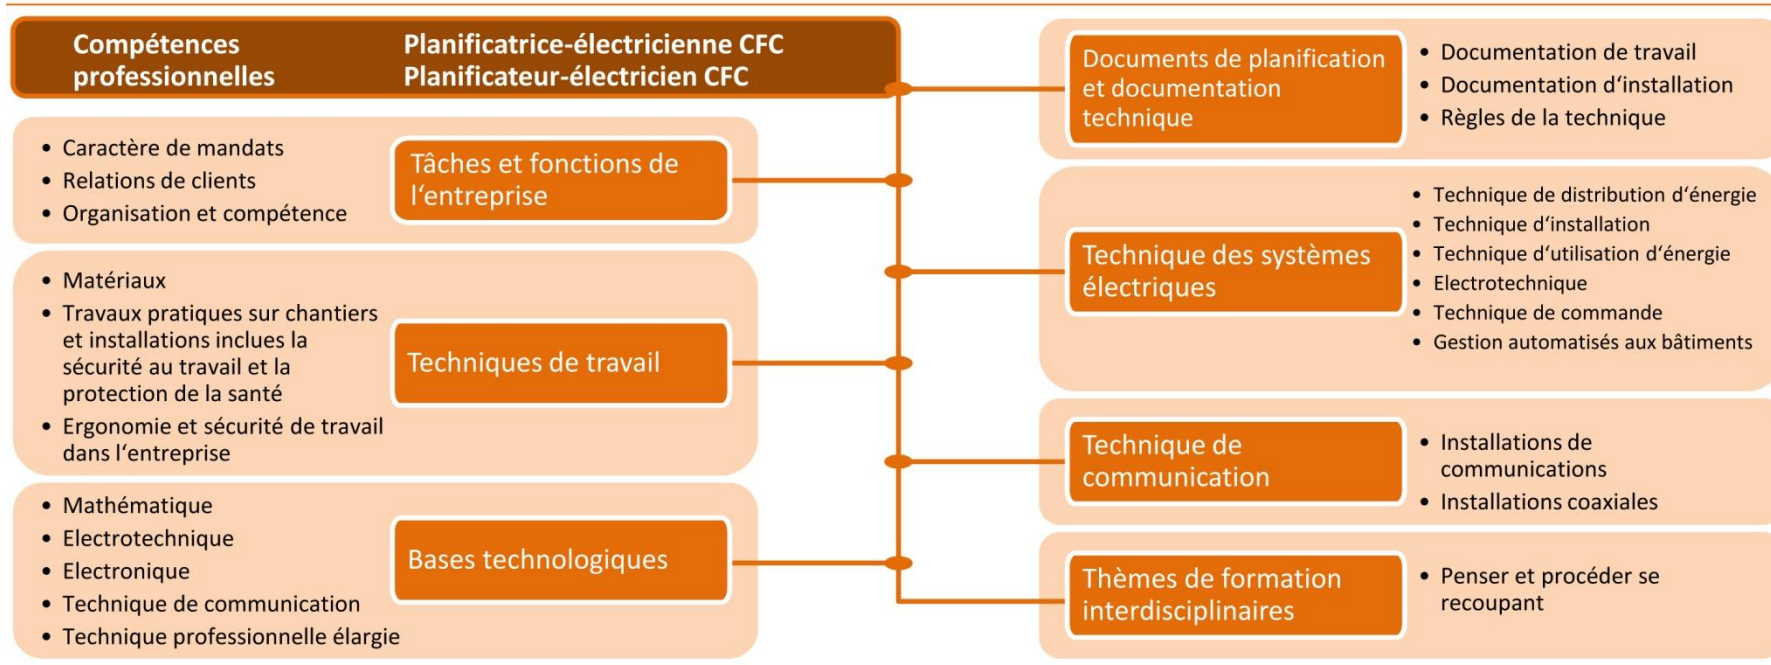 Compétences
professionnelles
Planificatrice-électricienne CFC
Planificateur-électricien CFC
• Caractère de mandats
• Relations de clients
• Organisation et compétence
Tâches et fonctions de
l‘entreprise
• Matériaux
• Travaux pratiques sur chantiers
et installations inclues la
sécurité au travail et la
protection de la santé
• Ergonomie et sécurité de travail
dans l‘entreprise
Techniques de travail
• Mathématique
• Electrotechnique
• Electronique
• Technique de communication
• Technique professionnelle élargie
Bases technologiques
Documents de planification
et documentation
technique
• Documentation de travail
• Documentation d‘installation
• Règles de la technique
Technique des systèmes
électriques
• Technique de distribution d‘énergie
• Technique d‘installation
• Technique d‘utilisation d‘énergie
• Electrotechnique
• Technique de commande
• Gestion automatisés aux bâtiments
Technique de
communication
• Installations de
communications
• Installations coaxiales
Thèmes de formation
interdisciplinaires
• Penser et procéder se
recoupant